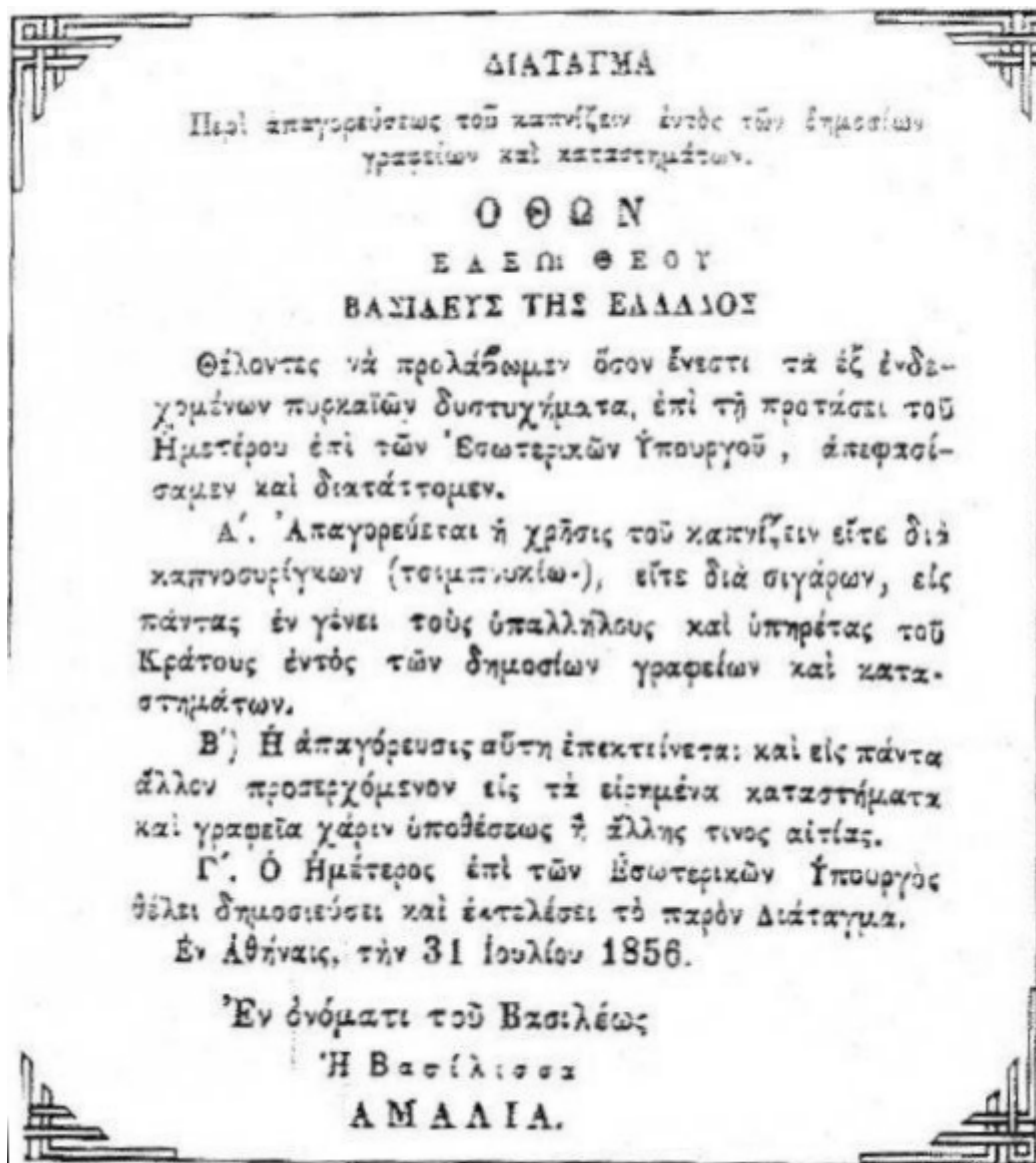 ΔΙΑΤΑΓΜΑ
Περὶ ἀπαγορεύσεως τοῦ καπνίζειν ἐντὸς τῶν δημοσίων
γραφείων καὶ καταστημάτων.
ΟΘΩΝ
ΕΛΕΩι ΘΕΟΥ
ΒΑΣΙΛΕΥΣ ΤΗΣ ΕΛΛΑΔΟΣ
Θέλοντες νὰ προλάβωμεν ὅσον ἔνεστι τὰ ἐξ ἐνδε-
χομένων πυρκαϊῶν δυστυχήματα, ἐπὶ τῇ προτάσει τοῦ
Ἡμετέρου ἐπὶ τῶν Ἐσωτερικῶν Ὑπουργοῦ, ἀπεφασί-
σαμεν καὶ διατάττομεν.
Α΄. Ἀπαγορεύεται ἡ χρῆσις τοῦ καπνίζειν εἴτε διὰ
καπνοσυρίγκων (τσιμπουκίων), εἴτε διὰ σιγάρων, εἰς
πάντας ἐν γένει τοὺς ὑπαλλήλους καὶ ὑπηρέτας τοῦ
Κράτους ἐντὸς τῶν δημοσίων γραφείων καὶ κατα-
στημάτων.
Β΄) Ἡ ἀπαγόρευσις αὕτη ἐπεκτείνεται καὶ εἰς πάντα
ἄλλον προσερχόμενον εἰς τὰ εἰρημένα καταστήματα
καὶ γραφεῖα χάριν ὑποθέσεως ἢ ἄλλης τινος αἰτίας.
Γ΄. Ὁ Ἡμέτερος ἐπὶ τῶν Ἐσωτερικῶν Ὑπουργὸς
θέλει δημοσιεύσει καὶ ἐκτελέσει τὸ παρὸν Διάταγμα.
Ἐν Ἀθήναις, τὴν 31 Ἰουλίου 1856.
Ἐν ὀνόματι τοῦ Βασιλέως
Ἡ Βασίλισσα
ΑΜΑΛΙΑ.